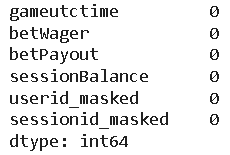 gameutctime 0
betWager 0
betPayout 0
sessionBalance 0
userid_masked 0
sessionid_masked 0
dtype: int64